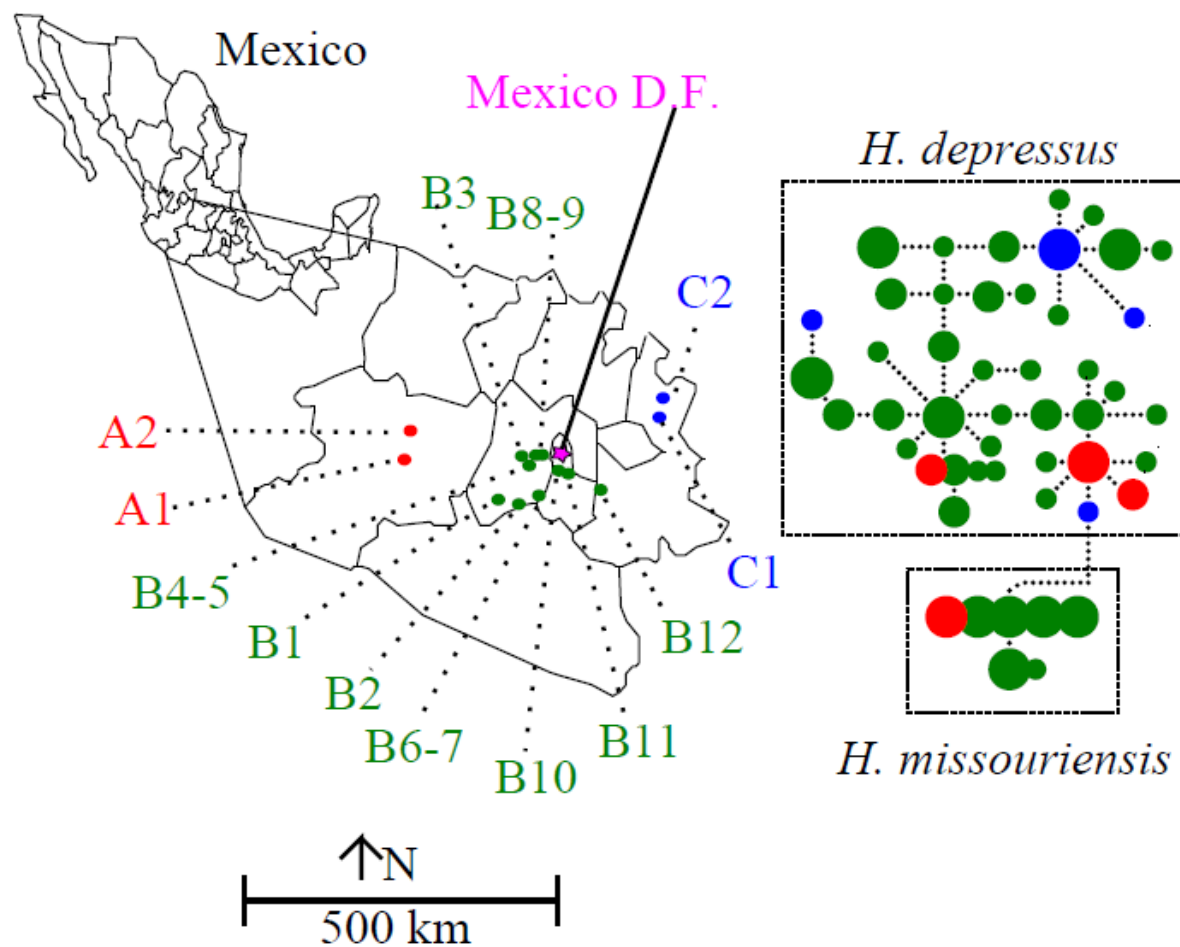 Mexico
Mexico D.F.
H. depressus
B3
B8-9
C2
A2
A1
B4-5
C1
B1
B12
B2
B6-7
B11
B10
H. missouriensis
N
500 km